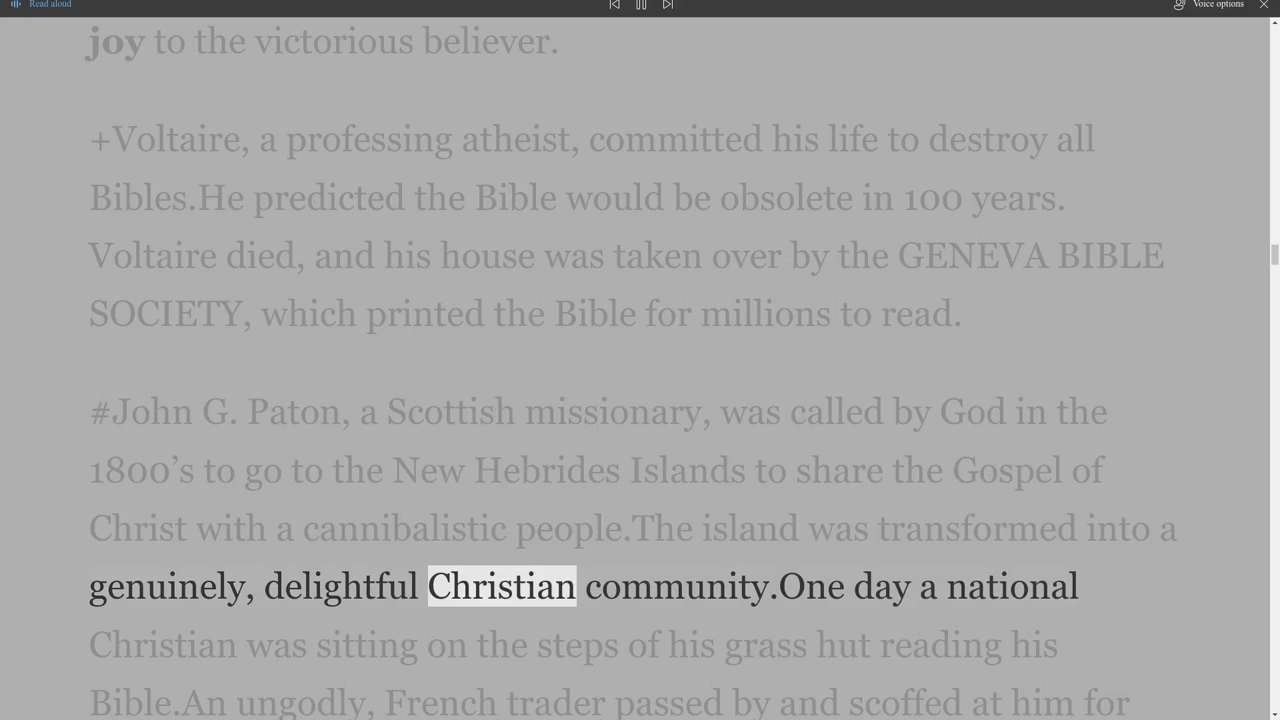 Read aloud
Voice options
joy to the victorious believer.
+Voltaire, a professing atheist, committed his life to destroy all
Bibles.He predicted the Bible would be obsolete in 100 years.
Voltaire died, and his house was taken over by the GENEVA BIBLE
SOCIETY, which printed the Bible for millions to read.
#John G. Paton, a Scottish missionary, was called by God in the
1800’s to go to the New Hebrides Islands to share the Gospel of
Christ with a cannibalistic people.The island was transformed into a
genuinely, delightful Christian community.One day a national
Christian was sitting on the steps of his grass hut reading his
Bible.An ungodly, French trader passed by and scoffed at him for